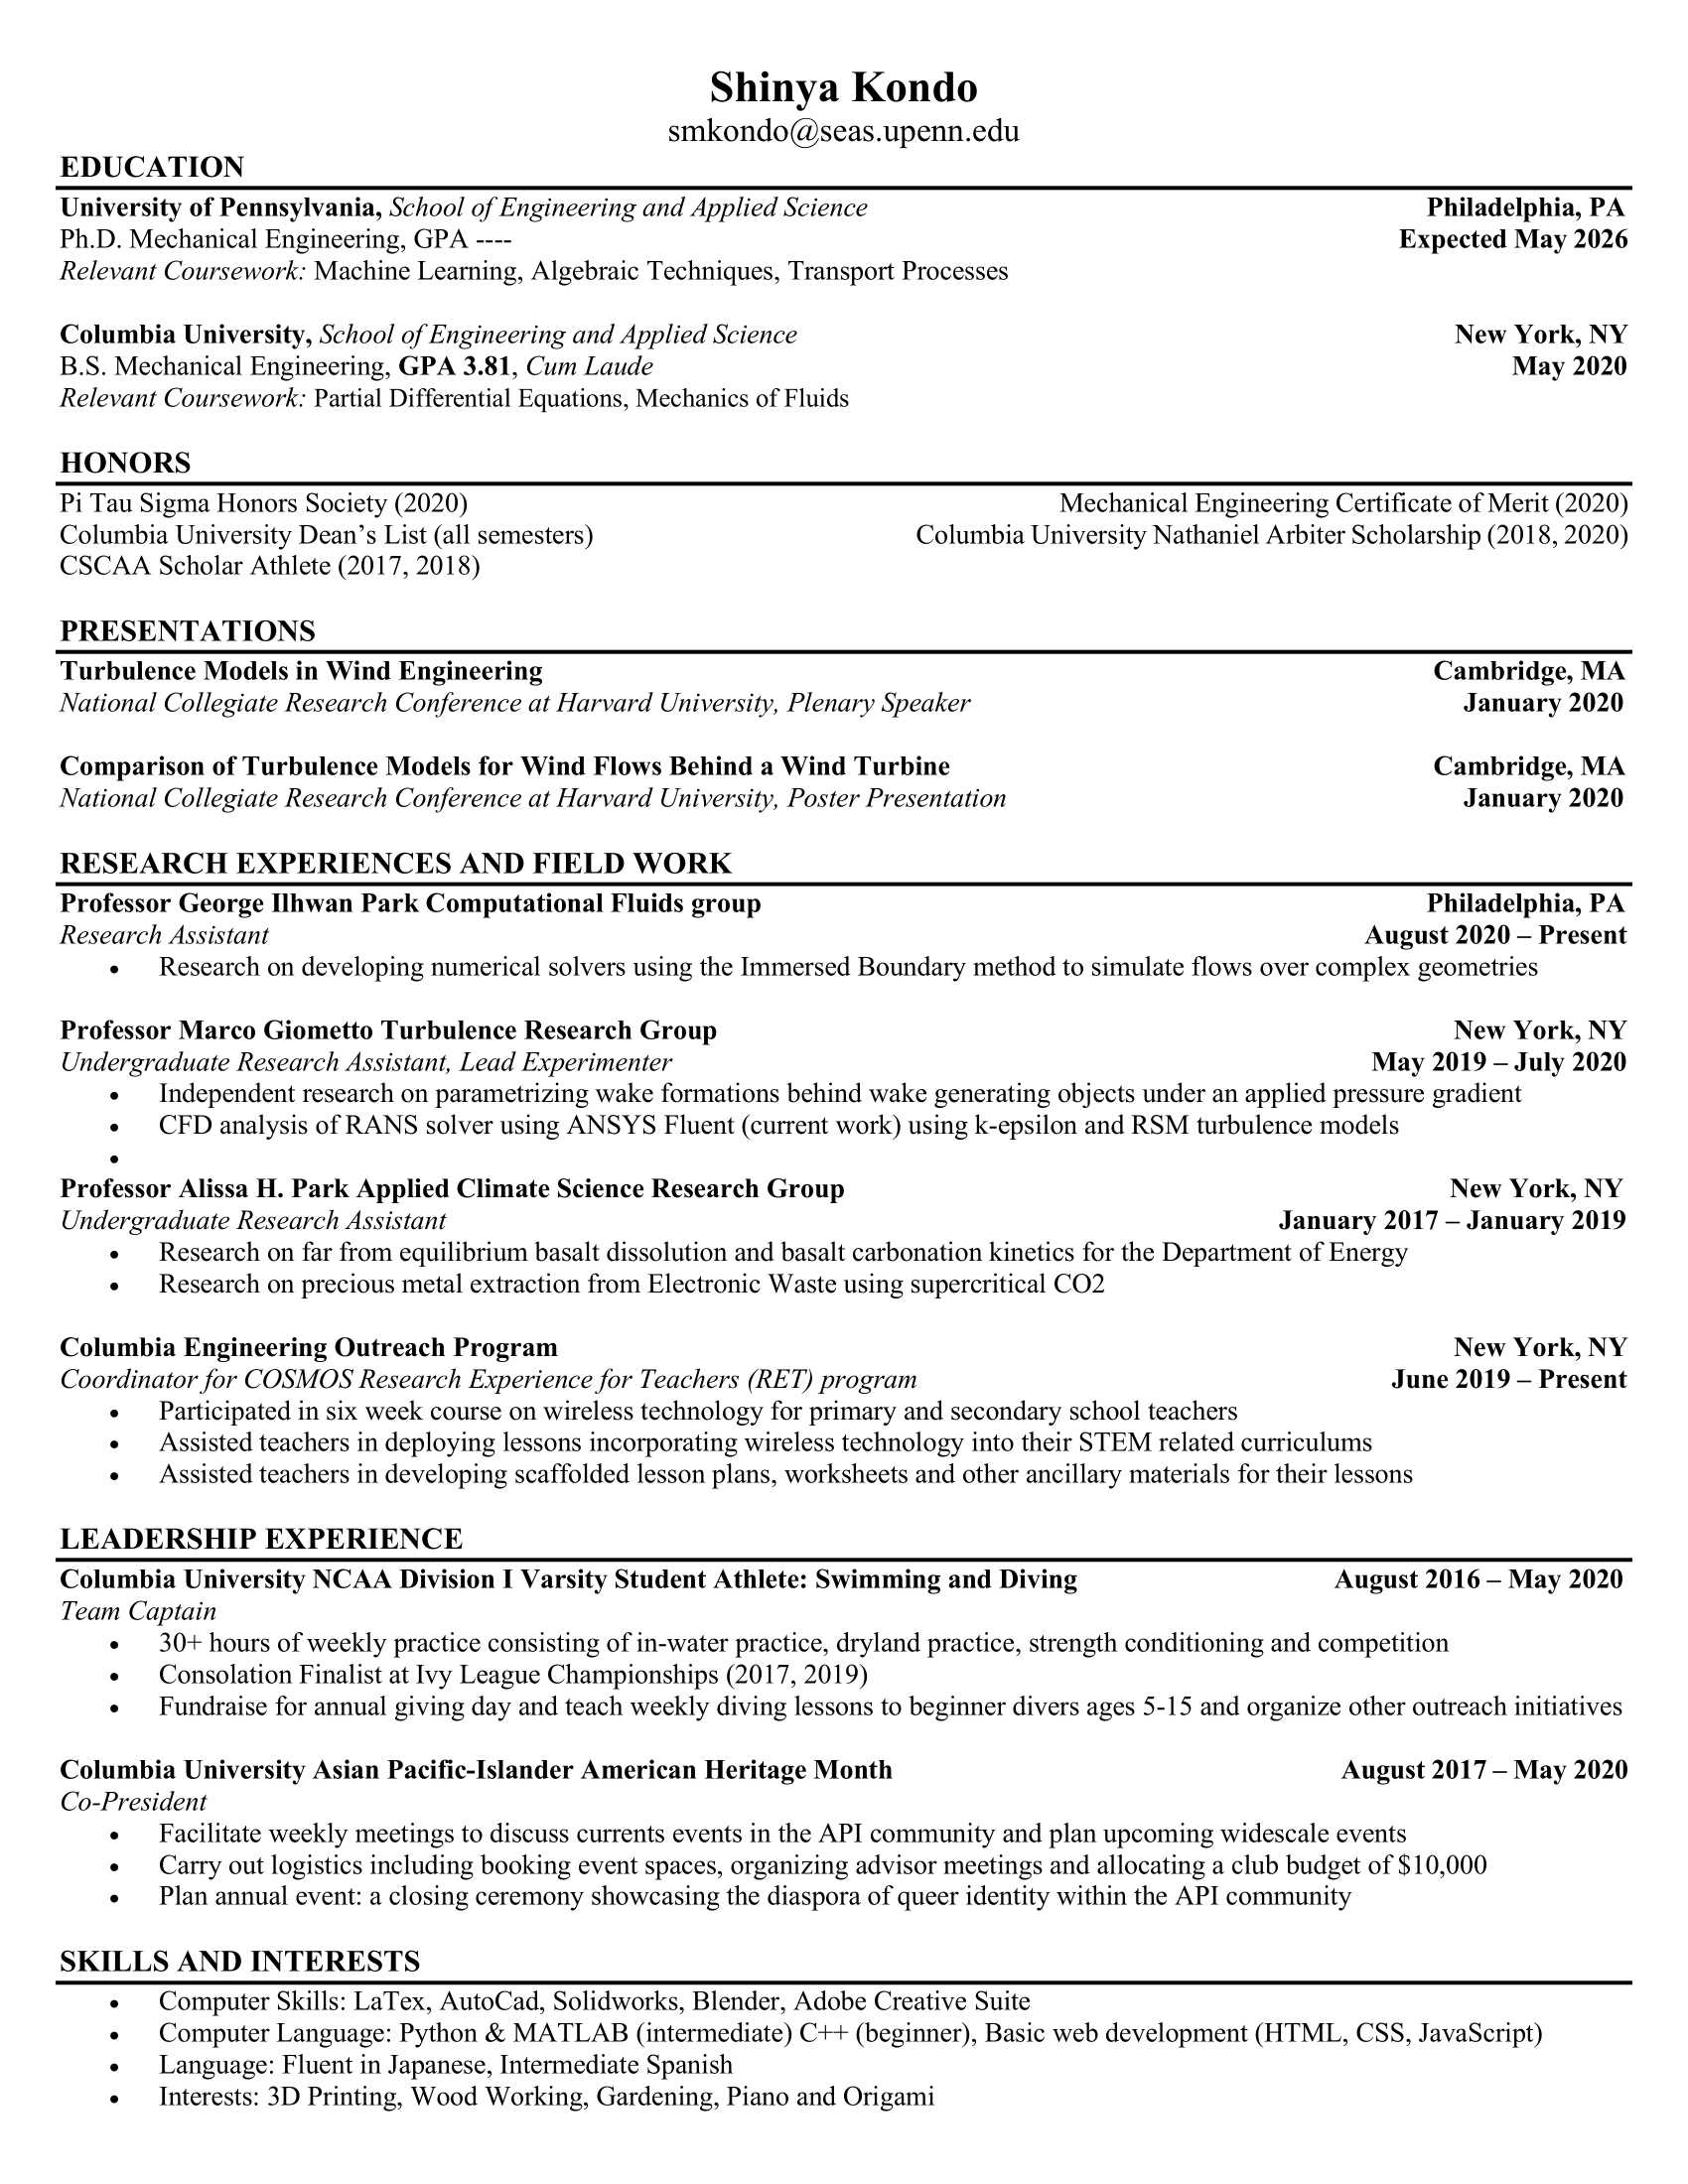 Shinya Kondo
smkondo@seas.upenn.edu
EDUCATION
University of Pennsylvania, School of Engineering and Applied Science Philadelphia, PA
Ph.D. Mechanical Engineering, GPA ---- Expected May 2026
Relevant Coursework: Machine Learning, Algebraic Techniques, Transport Processes
Columbia University, School of Engineering and Applied Science New York, NY
B.S. Mechanical Engineering, GPA 3.81, Cum Laude May 2020
Relevant Coursework: Partial Differential Equations, Mechanics of Fluids
HONORS
Pi Tau Sigma Honors Society (2020) Mechanical Engineering Certificate of Merit (2020)
Columbia University Dean’s List (all semesters) Columbia University Nathaniel Arbiter Scholarship (2018, 2020)
CSCAA Scholar Athlete (2017, 2018)
PRESENTATIONS
Turbulence Models in Wind Engineering Cambridge, MA
National Collegiate Research Conference at Harvard University, Plenary Speaker January 2020
Comparison of Turbulence Models for Wind Flows Behind a Wind Turbine Cambridge, MA
National Collegiate Research Conference at Harvard University, Poster Presentation January 2020
RESEARCH EXPERIENCES AND FIELD WORK
Professor George Ilhwan Park Computational Fluids group Philadelphia, PA
Research Assistant August 2020 – Present
• Research on developing numerical solvers using the Immersed Boundary method to simulate flows over complex geometries
Professor Marco Giometto Turbulence Research Group New York, NY
Undergraduate Research Assistant, Lead Experimenter May 2019 – July 2020
• Independent research on parametrizing wake formations behind wake generating objects under an applied pressure gradient
• CFD analysis of RANS solver using ANSYS Fluent (current work) using k-epsilon and RSM turbulence models
•
Professor Alissa H. Park Applied Climate Science Research Group New York, NY
Undergraduate Research Assistant January 2017 – January 2019
• Research on far from equilibrium basalt dissolution and basalt carbonation kinetics for the Department of Energy
• Research on precious metal extraction from Electronic Waste using supercritical CO2
Columbia Engineering Outreach Program New York, NY
Coordinator for COSMOS Research Experience for Teachers (RET) program June 2019 – Present
• Participated in six week course on wireless technology for primary and secondary school teachers
• Assisted teachers in deploying lessons incorporating wireless technology into their STEM related curriculums
• Assisted teachers in developing scaffolded lesson plans, worksheets and other ancillary materials for their lessons
LEADERSHIP EXPERIENCE
Columbia University NCAA Division I Varsity Student Athlete: Swimming and Diving August 2016 – May 2020
Team Captain
• 30+ hours of weekly practice consisting of in-water practice, dryland practice, strength conditioning and competition
• Consolation Finalist at Ivy League Championships (2017, 2019)
• Fundraise for annual giving day and teach weekly diving lessons to beginner divers ages 5-15 and organize other outreach initiatives
Columbia University Asian Pacific-Islander American Heritage Month August 2017 – May 2020
Co-President
• Facilitate weekly meetings to discuss currents events in the API community and plan upcoming widescale events
• Carry out logistics including booking event spaces, organizing advisor meetings and allocating a club budget of $10,000
• Plan annual event: a closing ceremony showcasing the diaspora of queer identity within the API community
SKILLS AND INTERESTS
• Computer Skills: LaTex, AutoCad, Solidworks, Blender, Adobe Creative Suite
• Computer Language: Python & MATLAB (intermediate) C++ (beginner), Basic web development (HTML, CSS, JavaScript)
• Language: Fluent in Japanese, Intermediate Spanish
• Interests: 3D Printing, Wood Working, Gardening, Piano and Origami